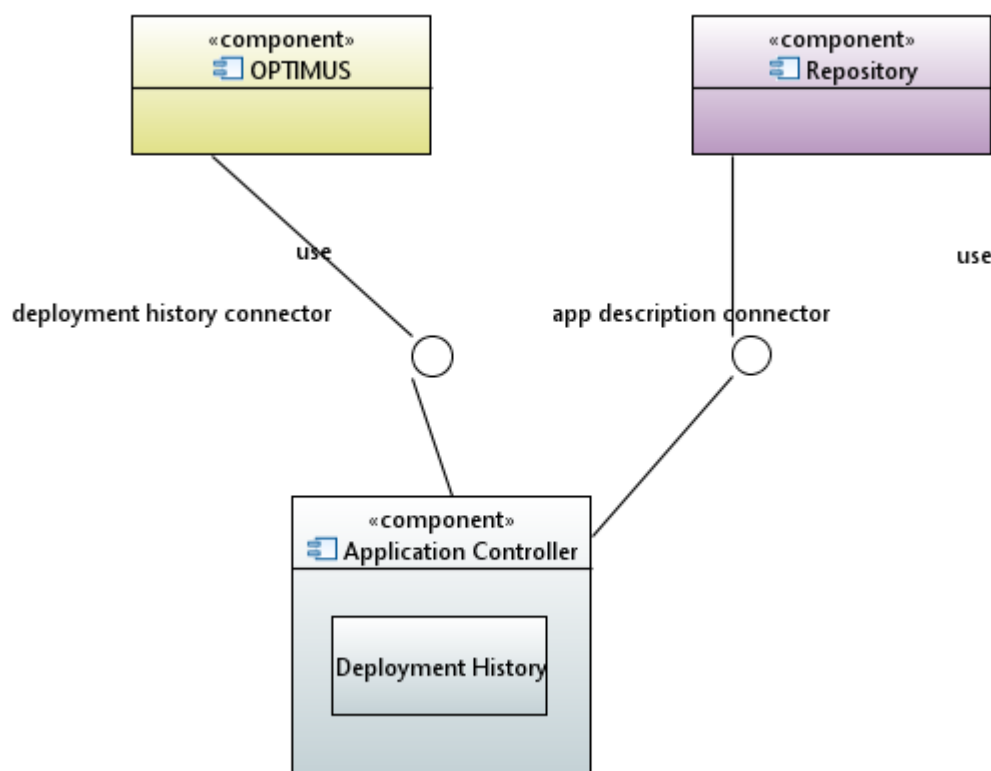 «component»
OPTIMUS
«component»
Repository
use
use
deployment history connector
app description connector
«component»
Application Controller
Deployment History